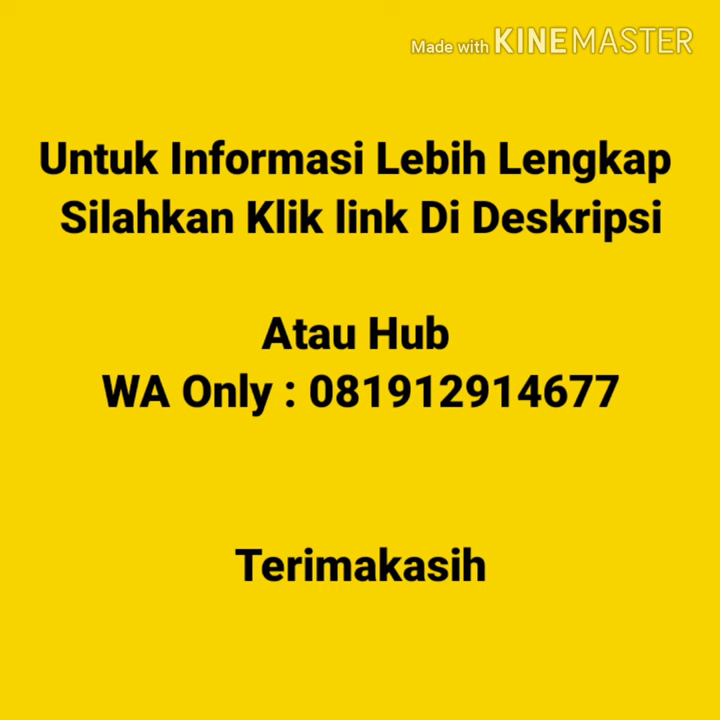 Made with KINEMASTER
Untuk Informasi Lebih Lengkap
Silahkan Klik link Di Deskripsi
Atau Hub
WA Only : 081912914677
Terimakasih